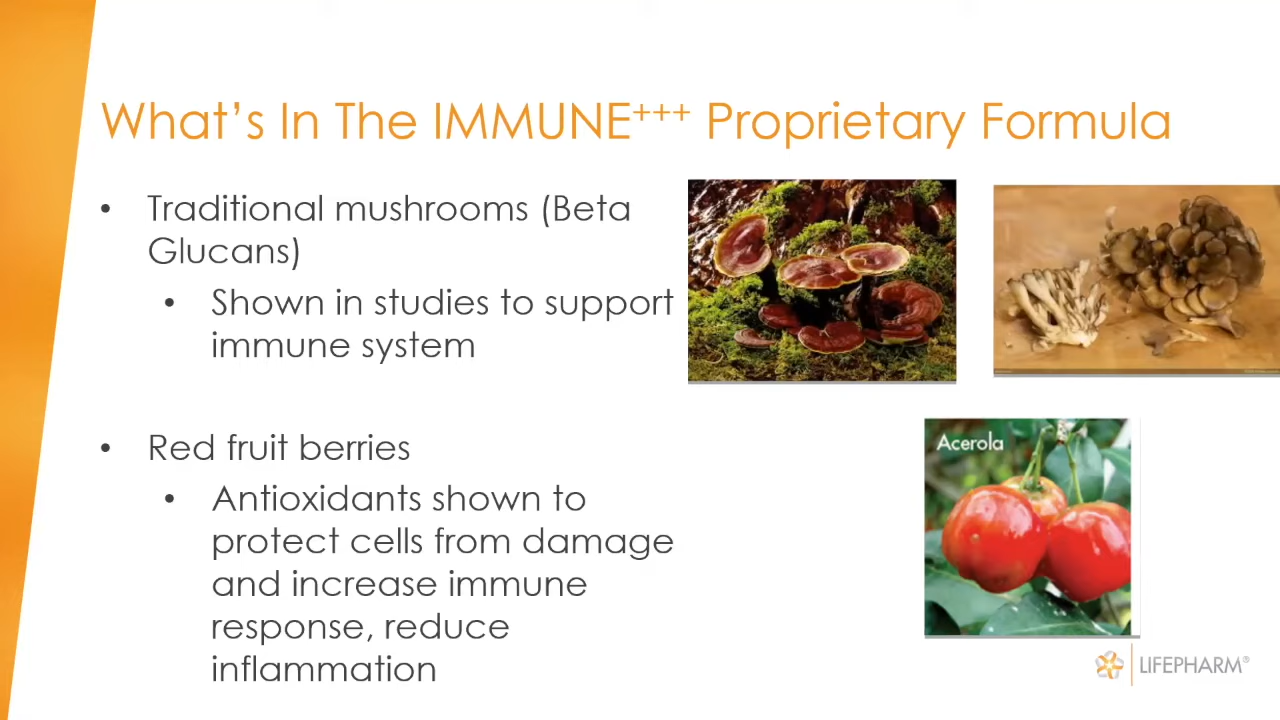 What's In The IMMUNE+++ Proprietary Formula
• Traditional mushrooms (Beta
Glucans)
• Shown in studies to support
immune system
• Red fruit berries
• Antioxidants shown to
protect cells from damage
and increase immune
response, reduce
inflammation
Acerola
LIFEPHARM®